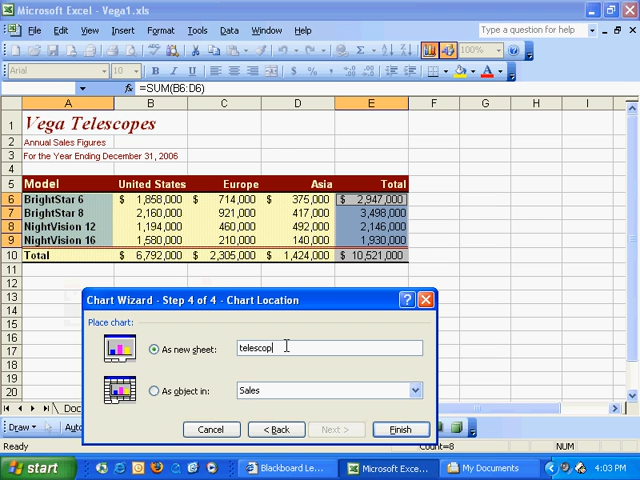 Microsoft Excel - Vega1.xls
File Edit View Insert Format Tools Data Window Help
Type a question for help
100%
Arial 10 B I U $ % ,
fx =SUM(B6:D6)
A B C D E F G H I
1 Vega Telescopes
2 Annual Sales Figures
3 For the Year Ending December 31, 2006
4
5 Model United States Europe Asia Total
6 BrightStar 6 $ 1,858,000 $ 714,000 $ 375,000 $ 2,947,000
7 BrightStar 8 2,160,000 921,000 417,000 3,498,000
8 NightVision 12 1,194,000 460,000 492,000 2,146,000
9 NightVision 16 1,580,000 210,000 140,000 1,930,000
10 Total $ 6,792,000 $ 2,305,000 $ 1,424,000 $ 10,521,000
11
12
13
14
15
16
17
18
19
20
Chart Wizard - Step 4 of 4 - Chart Location
Place chart:
As new sheet: telescop
As object in: Sales
Cancel < Back Next > Finish
Doc
Draw
Ready Count=8 NUM
start Blackboard Le... Microsoft Exce... My Documents 4:03 PM